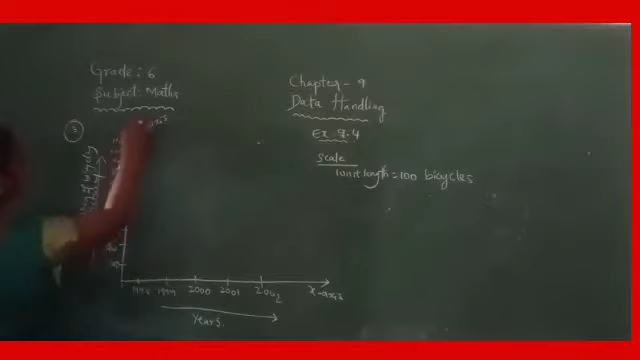 Grade: 6
Subject: Maths
Chapter - 9
Data Handling
Ex. 9.4
Scale
1 unit length = 100 bicycles
3
1998 1999 2000 2001 2002 X-axis
Years.